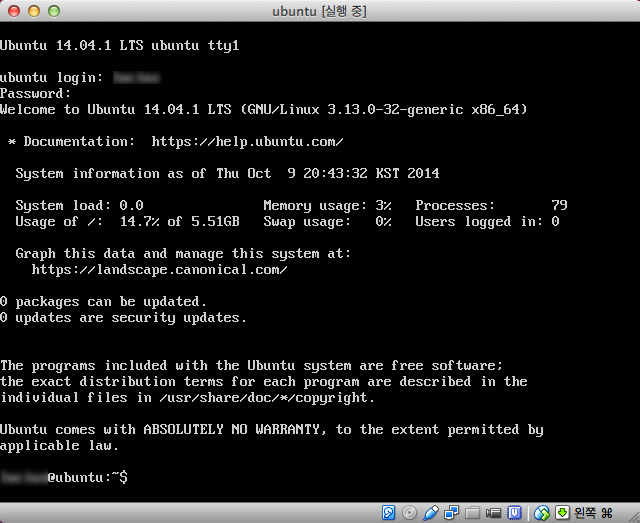 ubuntu [실행 중]
Ubuntu 14.04.1 LTS ubuntu tty1
ubuntu login:
Password:
Welcome to Ubuntu 14.04.1 LTS (GNU/Linux 3.13.0-32-generic x86_64)
* Documentation:  https://help.ubuntu.com/
System information as of Thu Oct  9 20:43:32 KST 2014
System load: 0.0 Memory usage: 3% Processes: 79
Usage of /: 14.7% of 5.51GB Swap usage: 0% Users logged in: 0
Graph this data and manage this system at:
https://landscape.canonical.com/
0 packages can be updated.
0 updates are security updates.
The programs included with the Ubuntu system are free software;
the exact distribution terms for each program are described in the
individual files in /usr/share/doc/*/copyright.
Ubuntu comes with ABSOLUTELY NO WARRANTY, to the extent permitted by
applicable law.
@ubuntu:~$
왼쪽 ⌘